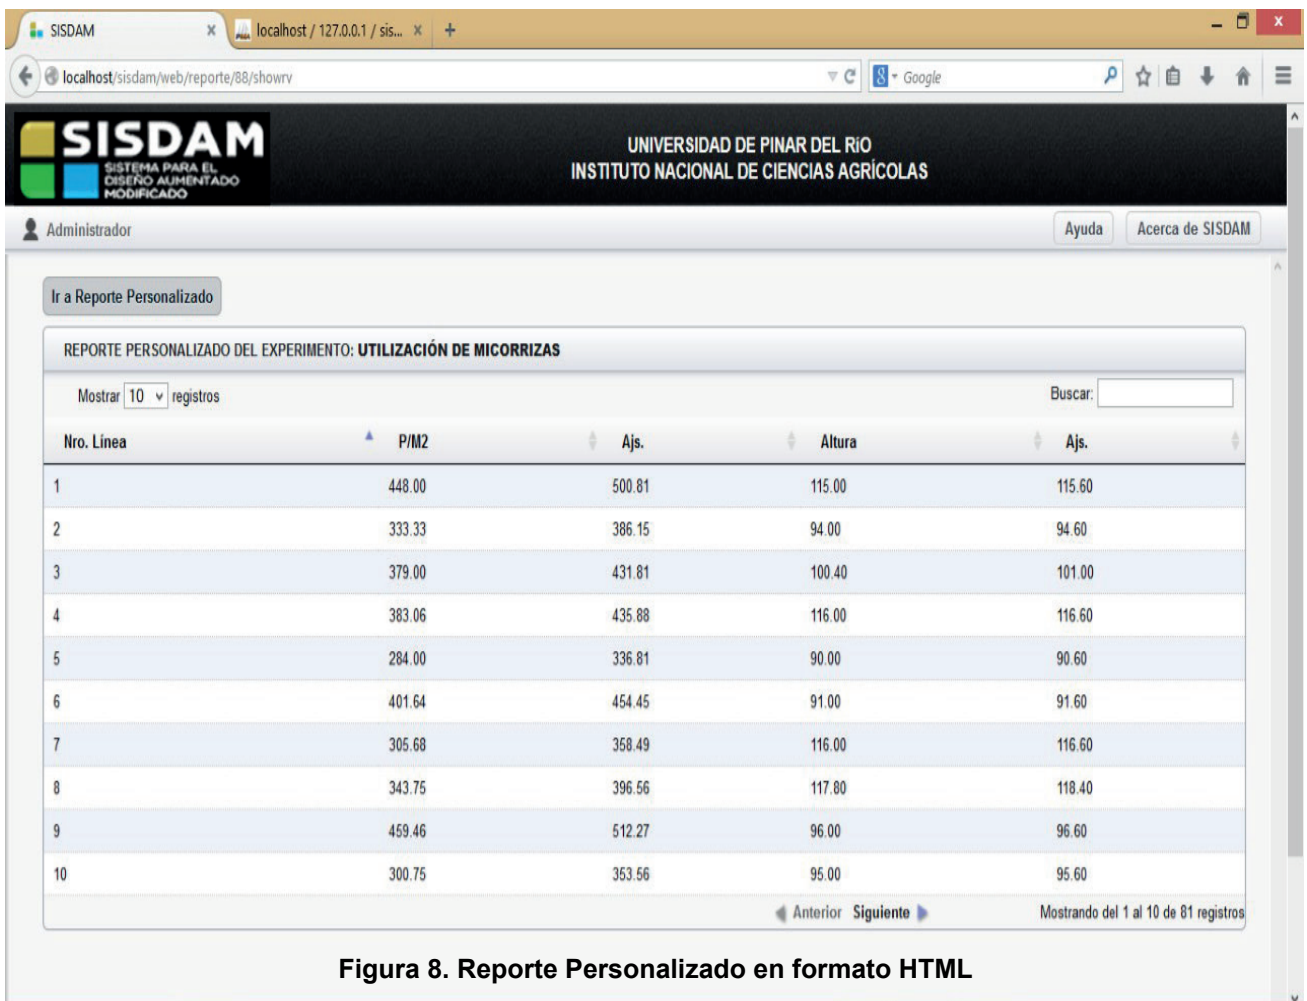 SISDAM
localhost / 127.0.0.1 / sis...
localhost/sisdam/web/reporte/88/showrv
Google
SISDAM
SISTEMA PARA EL
DISEÑO AUMENTADO
MODIFICADO
UNIVERSIDAD DE PINAR DEL RíO
INSTITUTO NACIONAL DE CIENCIAS AGRÍCOLAS
Administrador Ayuda Acerca de SISDAM
Ir a Reporte Personalizado
REPORTE PERSONALIZADO DEL EXPERIMENTO: UTILIZACIÓN DE MICORRIZAS
Mostrar 10 registros Buscar:
Nro. Línea P/M2 Ajs. Altura Ajs.
1 448.00 500.81 115.00 115.60
2 333.33 386.15 94.00 94.60
3 379.00 431.81 100.40 101.00
4 383.06 435.88 116.00 116.60
5 284.00 336.81 90.00 90.60
6 401.64 454.45 91.00 91.60
7 305.68 358.49 116.00 116.60
8 343.75 396.56 117.80 118.40
9 459.46 512.27 96.00 96.60
10 300.75 353.56 95.00 95.60
Anterior Siguiente Mostrando del 1 al 10 de 81 registros
Figura 8. Reporte Personalizado en formato HTML